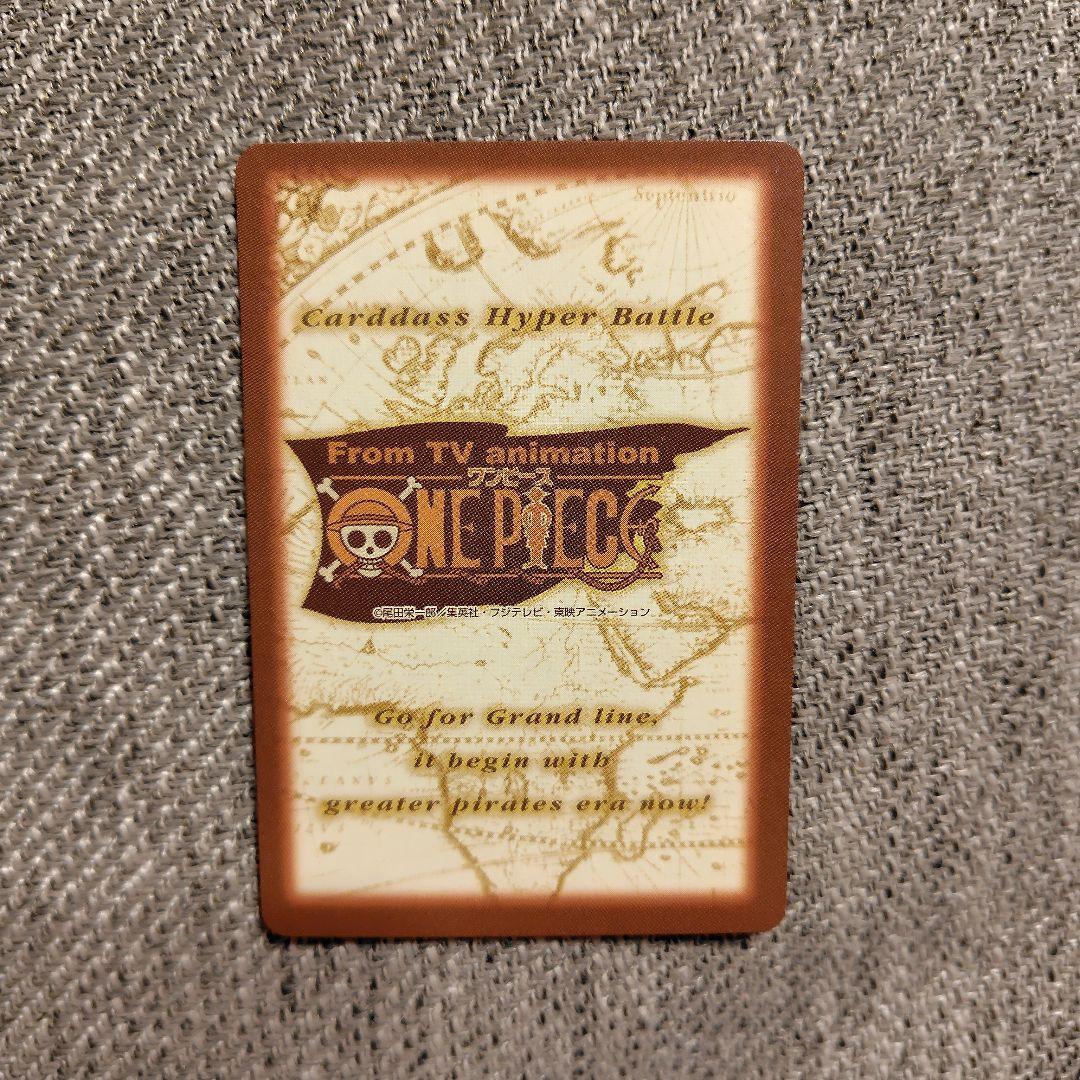 Septentrio
Carddass Hyper Battle
From TV animation
ワンピース
ONE PIECE
©尾田栄一郎／集英社・フジテレビ・東映アニメーション
Go for Grand line,
it begin with
greater pirates era now!